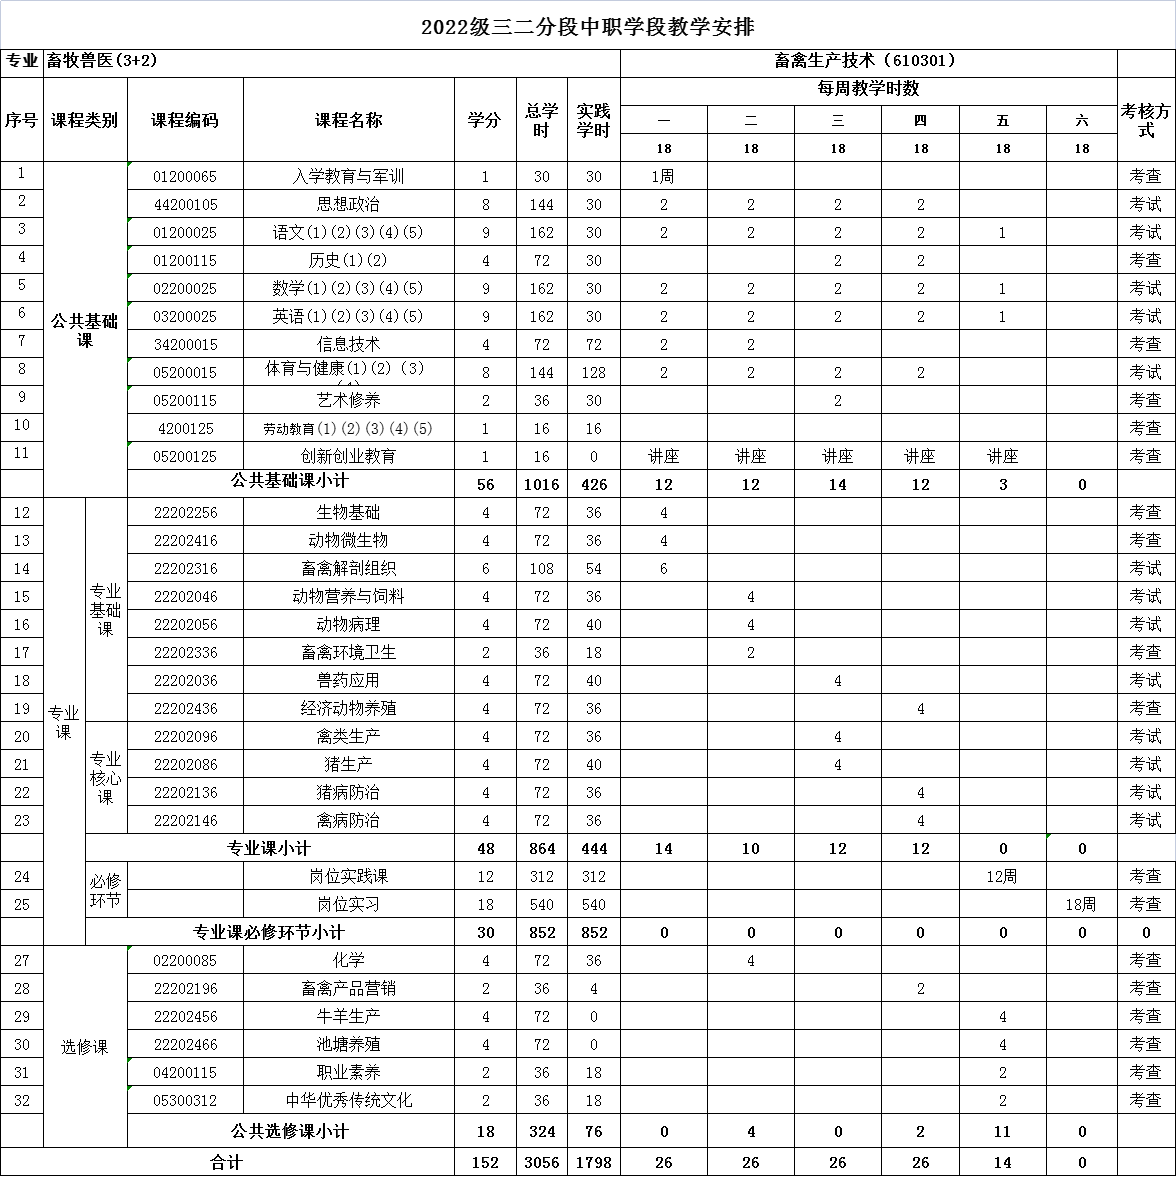 2022级三二分段中职学段教学安排
专业 畜牧兽医(3+2) 畜禽生产技术（610301）
序号 课程类别 课程编码 课程名称 学分 总学时 实践学时 每周教学时数 考核方式
一 二 三 四 五 六
18 18 18 18 18 18
公共基础课
1 01200065 入学教育与军训 1 30 30 1周 考查
2 44200105 思想政治 8 144 30 2 2 2 2 考试
3 01200025 语文(1)(2)(3)(4)(5) 9 162 30 2 2 2 2 1 考试
4 01200115 历史(1)(2) 4 72 30 2 2 考查
5 02200025 数学(1)(2)(3)(4)(5) 9 162 30 2 2 2 2 1 考试
6 03200025 英语(1)(2)(3)(4)(5) 9 162 30 2 2 2 2 1 考试
7 34200015 信息技术 4 72 72 2 2 考查
8 05200015 体育与健康(1)(2)（3） 8 144 128 2 2 2 2 考试
9 05200115 艺术修养 2 36 30 2 考查
10 4200125 劳动教育(1)(2)(3)(4)(5) 1 16 16 考查
11 05200125 创新创业教育 1 16 0 讲座 讲座 讲座 讲座 讲座 考查
公共基础课小计 56 1016 426 12 12 14 12 3 0
专业课
专业基础课
12 22202256 生物基础 4 72 36 4 考查
13 22202416 动物微生物 4 72 36 4 考查
14 22202316 畜禽解剖组织 6 108 54 6 考试
15 22202046 动物营养与饲料 4 72 36 4 考试
16 22202056 动物病理 4 72 40 4 考试
17 22202336 畜禽环境卫生 2 36 18 2 考查
18 22202036 兽药应用 4 72 40 4 考试
19 22202436 经济动物养殖 4 72 36 4 考查
专业核心课
20 22202096 禽类生产 4 72 36 4 考试
21 22202086 猪生产 4 72 40 4 考试
22 22202136 猪病防治 4 72 36 4 考试
23 22202146 禽病防治 4 72 36 4 考试
专业课小计 48 864 444 14 10 12 12 0 0
必修环节
24 岗位实践课 12 312 312 12周 考查
25 岗位实习 18 540 540 18周 考查
专业课必修环节小计 30 852 852 0 0 0 0 0 0 0
选修课
27 02200085 化学 4 72 36 4 考查
28 22202196 畜禽产品营销 2 36 4 2 考查
29 22202456 牛羊生产 4 72 0 4 考查
30 22202466 池塘养殖 4 72 0 4 考查
31 04200115 职业素养 2 36 18 2 考查
32 05300312 中华优秀传统文化 2 36 18 2 考查
公共选修课小计 18 324 76 0 4 0 2 11 0
合计 152 3056 1798 26 26 26 26 14 0